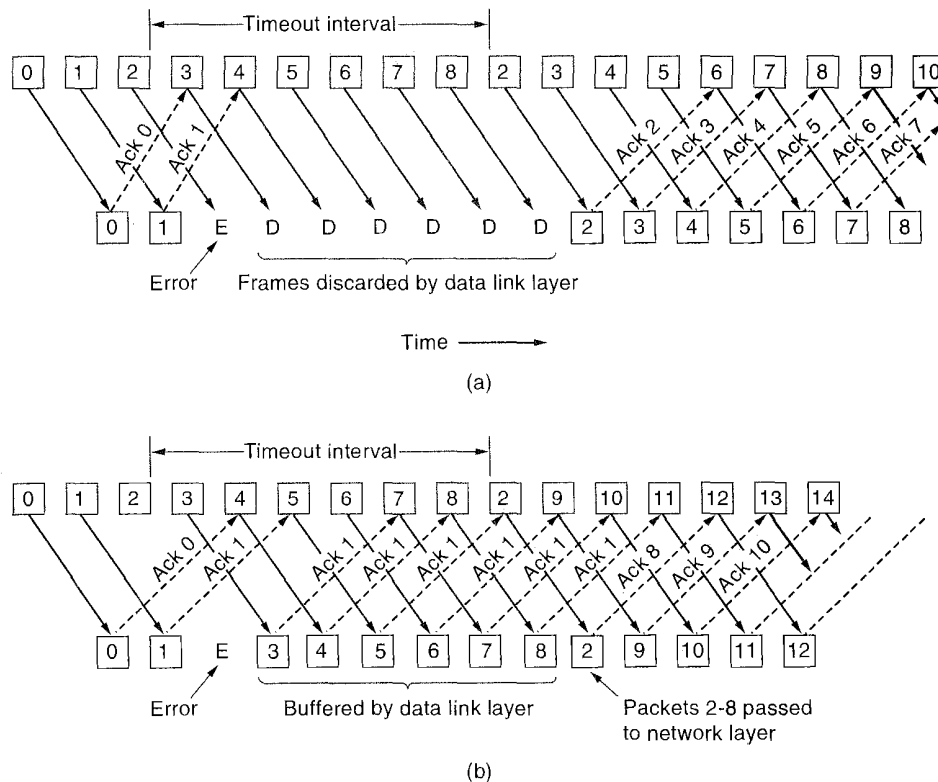 Timeout interval
0 1 2 3 4 5 6 7 8 2 3 4 5 6 7 8 9 10
Ack 0 Ack 1 Ack 2 Ack 3 Ack 4 Ack 5 Ack 6 Ack 7
0 1 E D D D D D D 2 3 4 5 6 7 8
Error Frames discarded by data link layer
Time
(a)
Timeout interval
0 1 2 3 4 5 6 7 8 2 9 10 11 12 13 14
Ack 0 Ack 1 Ack 1 Ack 1 Ack 1 Ack 1 Ack 1 Ack 1 Ack 8 Ack 9 Ack 10
0 1 E 3 4 5 6 7 8 2 9 10 11 12
Error Buffered by data link layer Packets 2-8 passed
to network layer
(b)